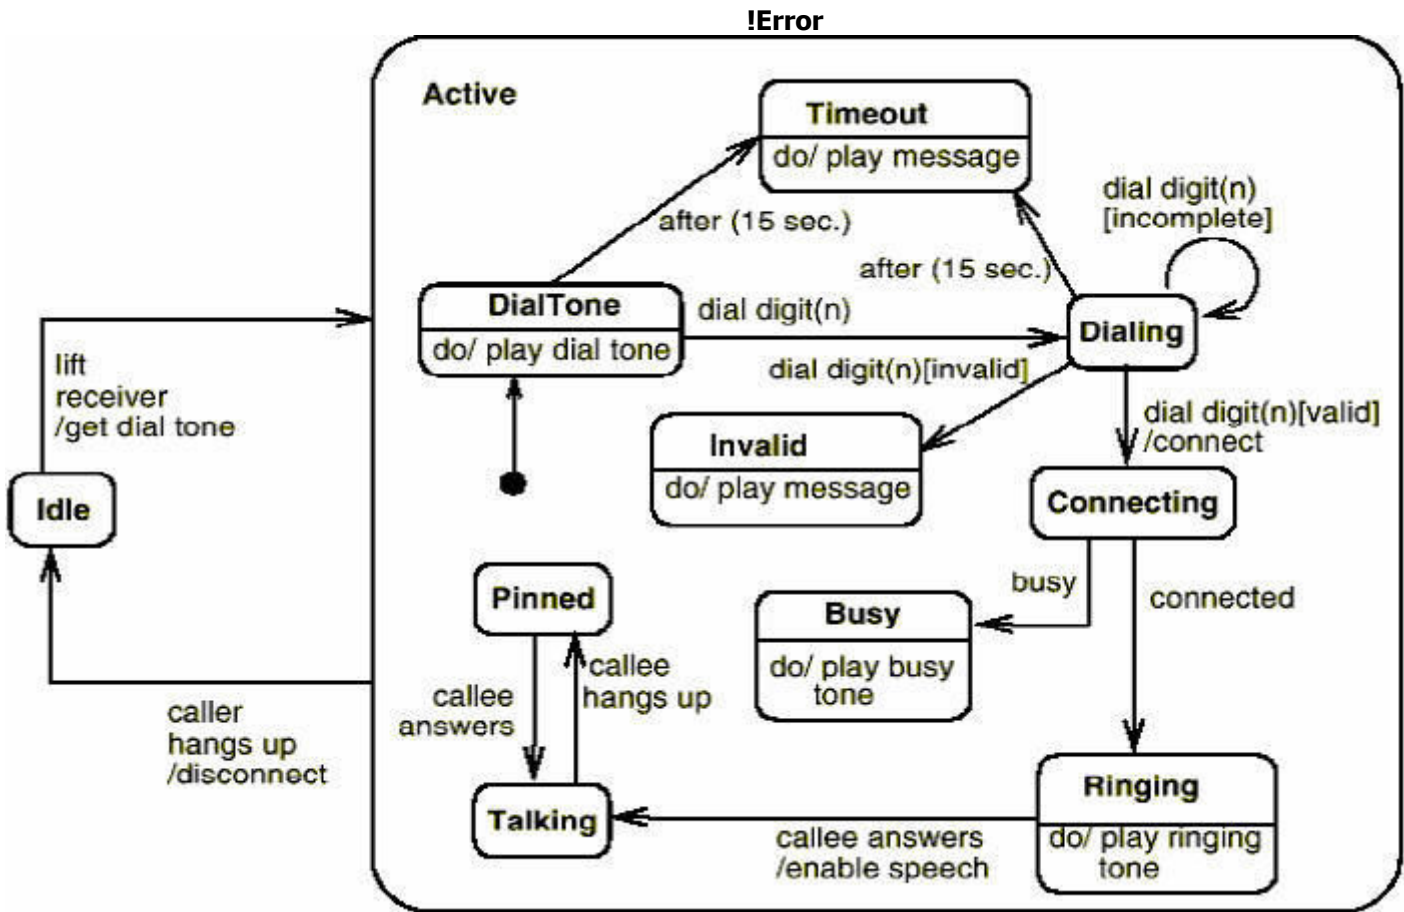 !Error
Active
Timeout
do/ play message
dial digit(n)
[incomplete]
after (15 sec.)
after (15 sec.)
DialTone
do/ play dial tone
dial digit(n)
Dialing
dial digit(n)[invalid]
lift
receiver
/get dial tone
dial digit(n)[valid]
/connect
Invalid
do/ play message
Idle
Connecting
Pinned
busy
connected
Busy
do/ play busy
tone
callee
hangs up
callee
answers
caller
hangs up
/disconnect
Ringing
do/ play ringing
tone
Talking
callee answers
/enable speech